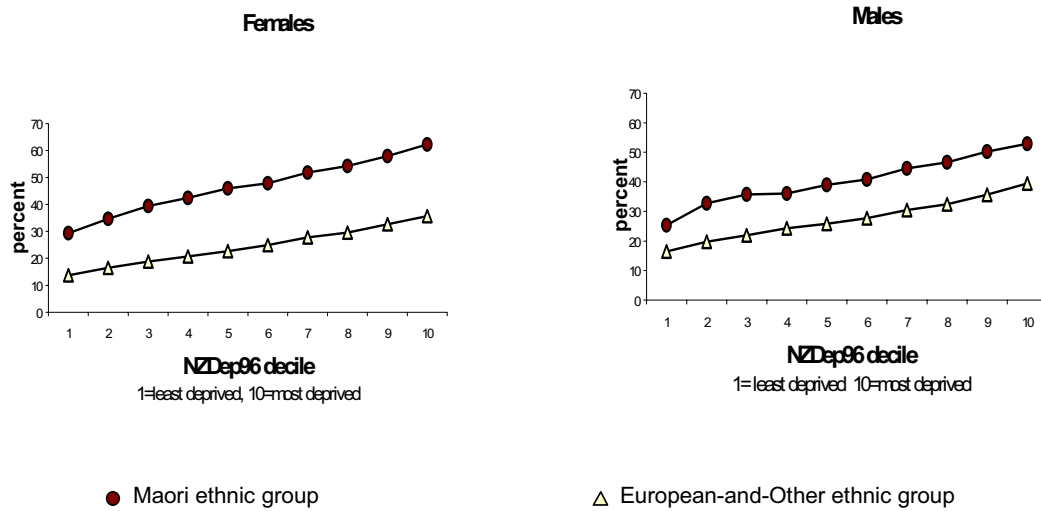 Females
70
60
50
40
30
20
10
0
percent
1 2 3 4 5 6 7 8 9 10
NZDep96 decile
1=least deprived, 10=most deprived
Males
70
60
50
40
30
20
10
0
percent
1 2 3 4 5 6 7 8 9 10
NZDep96 decile
1= least deprived 10=most deprived
Maori ethnic group
European-and-Other ethnic group